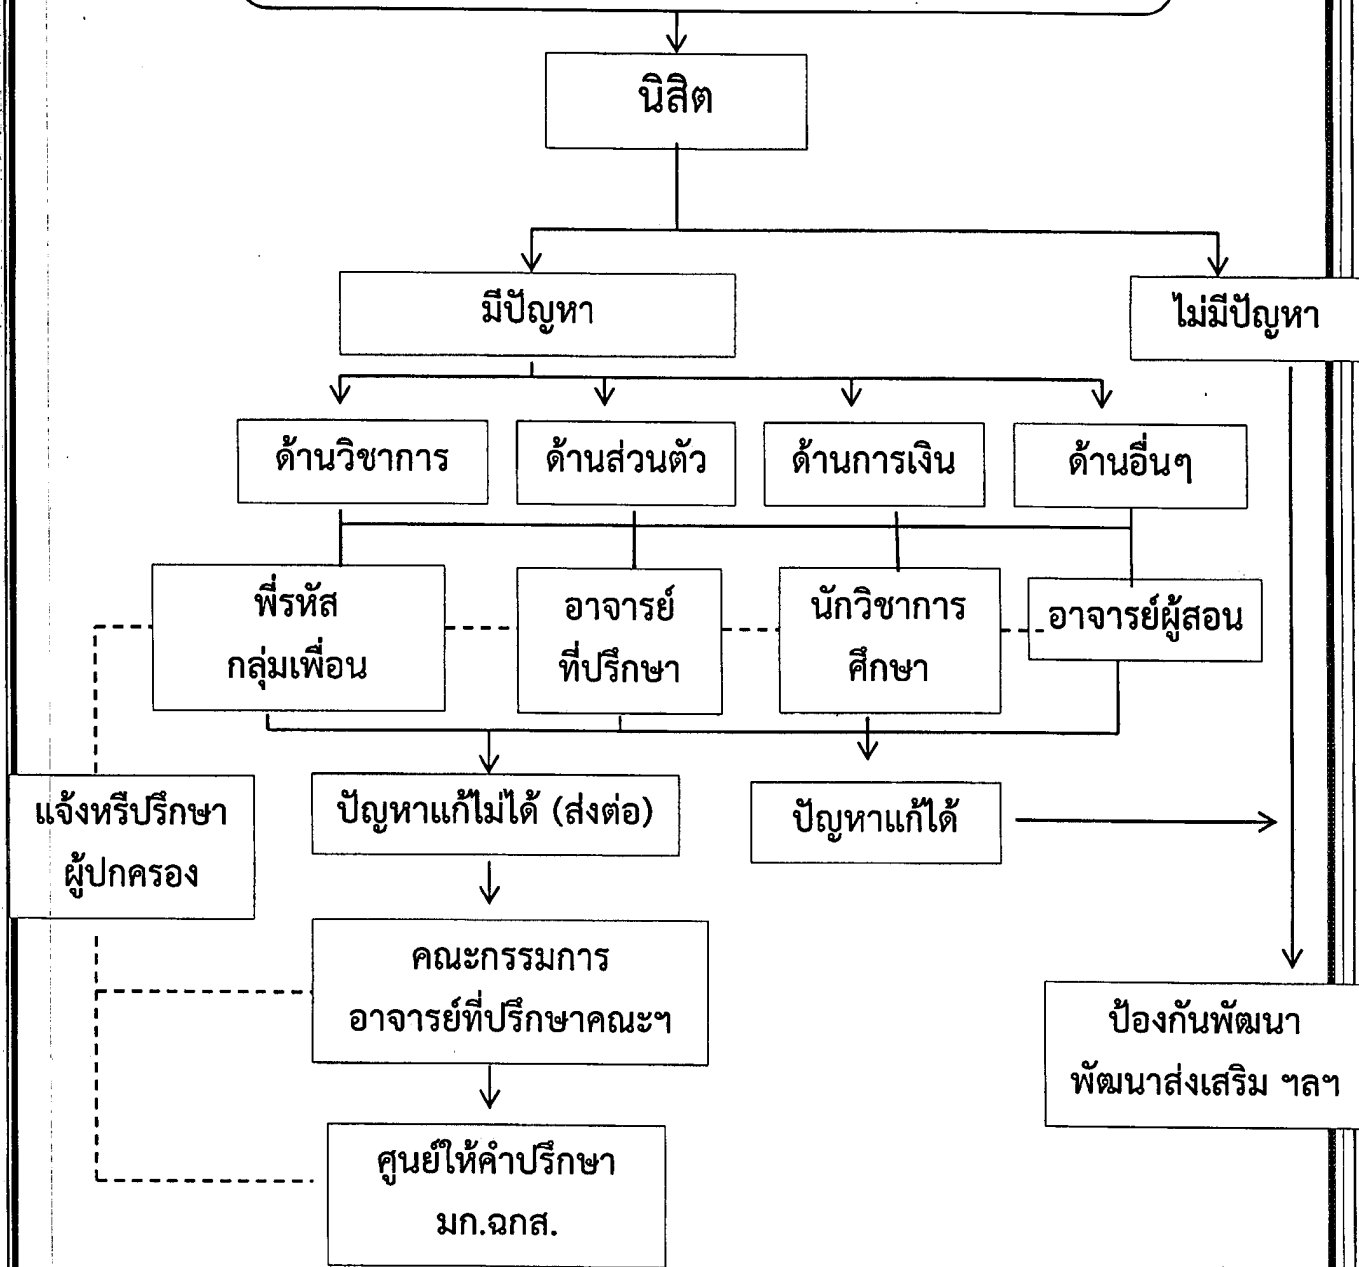 นิสิต
มีปัญหา
ไม่มีปัญหา
ด้านวิชาการ
ด้านส่วนตัว
ด้านการเงิน
ด้านอื่นๆ
พี่รหัส
กลุ่มเพื่อน
อาจารย์
ที่ปรึกษา
นักวิชาการ
ศึกษา
อาจารย์ผู้สอน
แจ้งหรืปรึกษา
ผู้ปกครอง
ปัญหาแก้ไม่ได้ (ส่งต่อ)
ปัญหาแก้ได้
คณะกรรมการ
อาจารย์ที่ปรึกษาคณะฯ
ป้องกันพัฒนา
พัฒนาส่งเสริม ฯลฯ
ศูนย์ให้คำปรึกษา
มก.ฉกส.